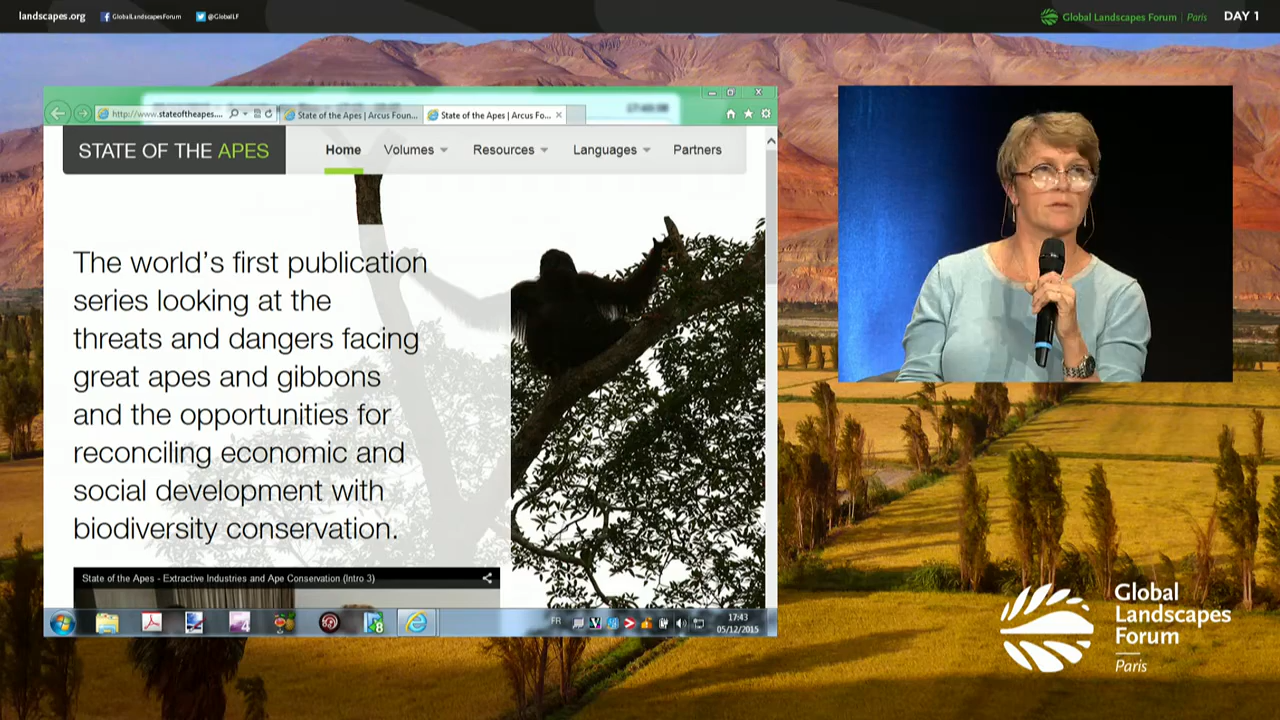 landscapes.org
GlobalLandscapesForum
@GlobalLF
Global Landscapes Forum | Paris
DAY 1
http://www.stateoftheapes....
State of the Apes | Arcus Foun...
State of the Apes | Arcus Fo...
STATE OF THE APES
Home
Volumes
Resources
Languages
Partners
The world's first publication
series looking at the
threats and dangers facing
great apes and gibbons
and the opportunities for
reconciling economic and
social development with
biodiversity conservation.
State of the Apes - Extractive Industries and Ape Conservation (Intro 3)
FR
17:43
05/12/2015
Global
Landscapes
Forum
Paris